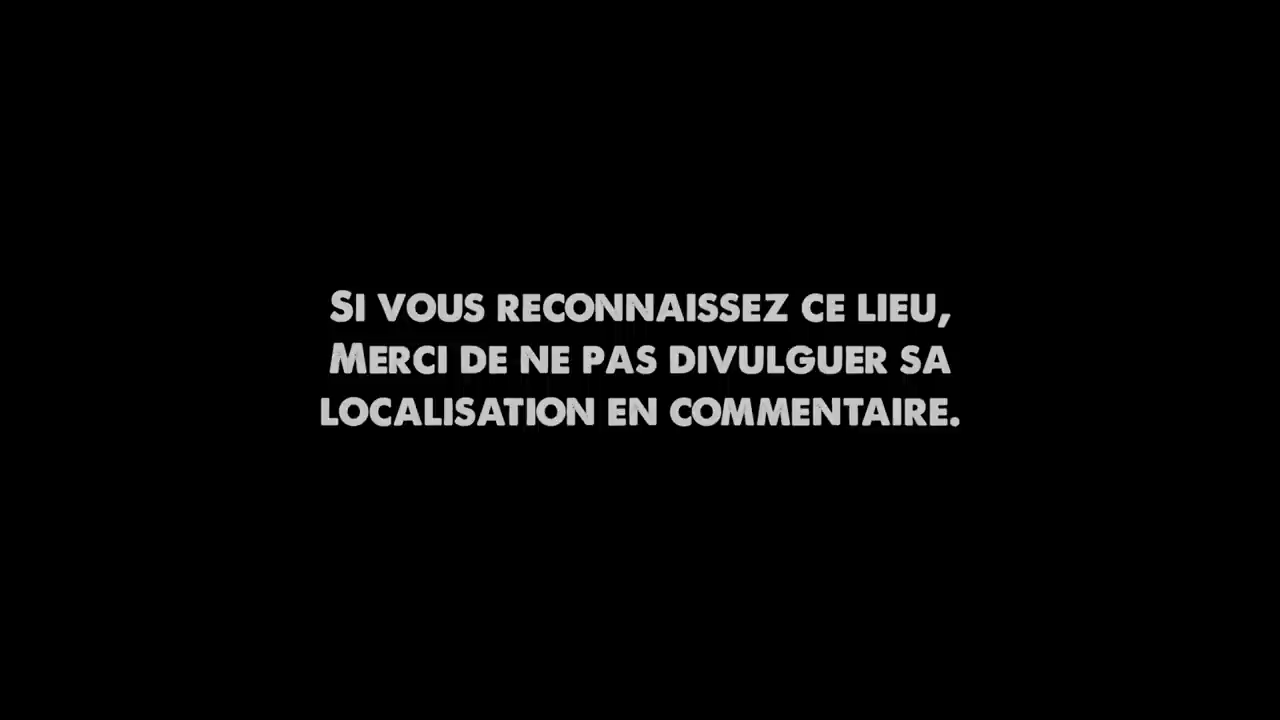 Si vous reconnaissez ce lieu,
Merci de ne pas divulguer sa
localisation en commentaire.